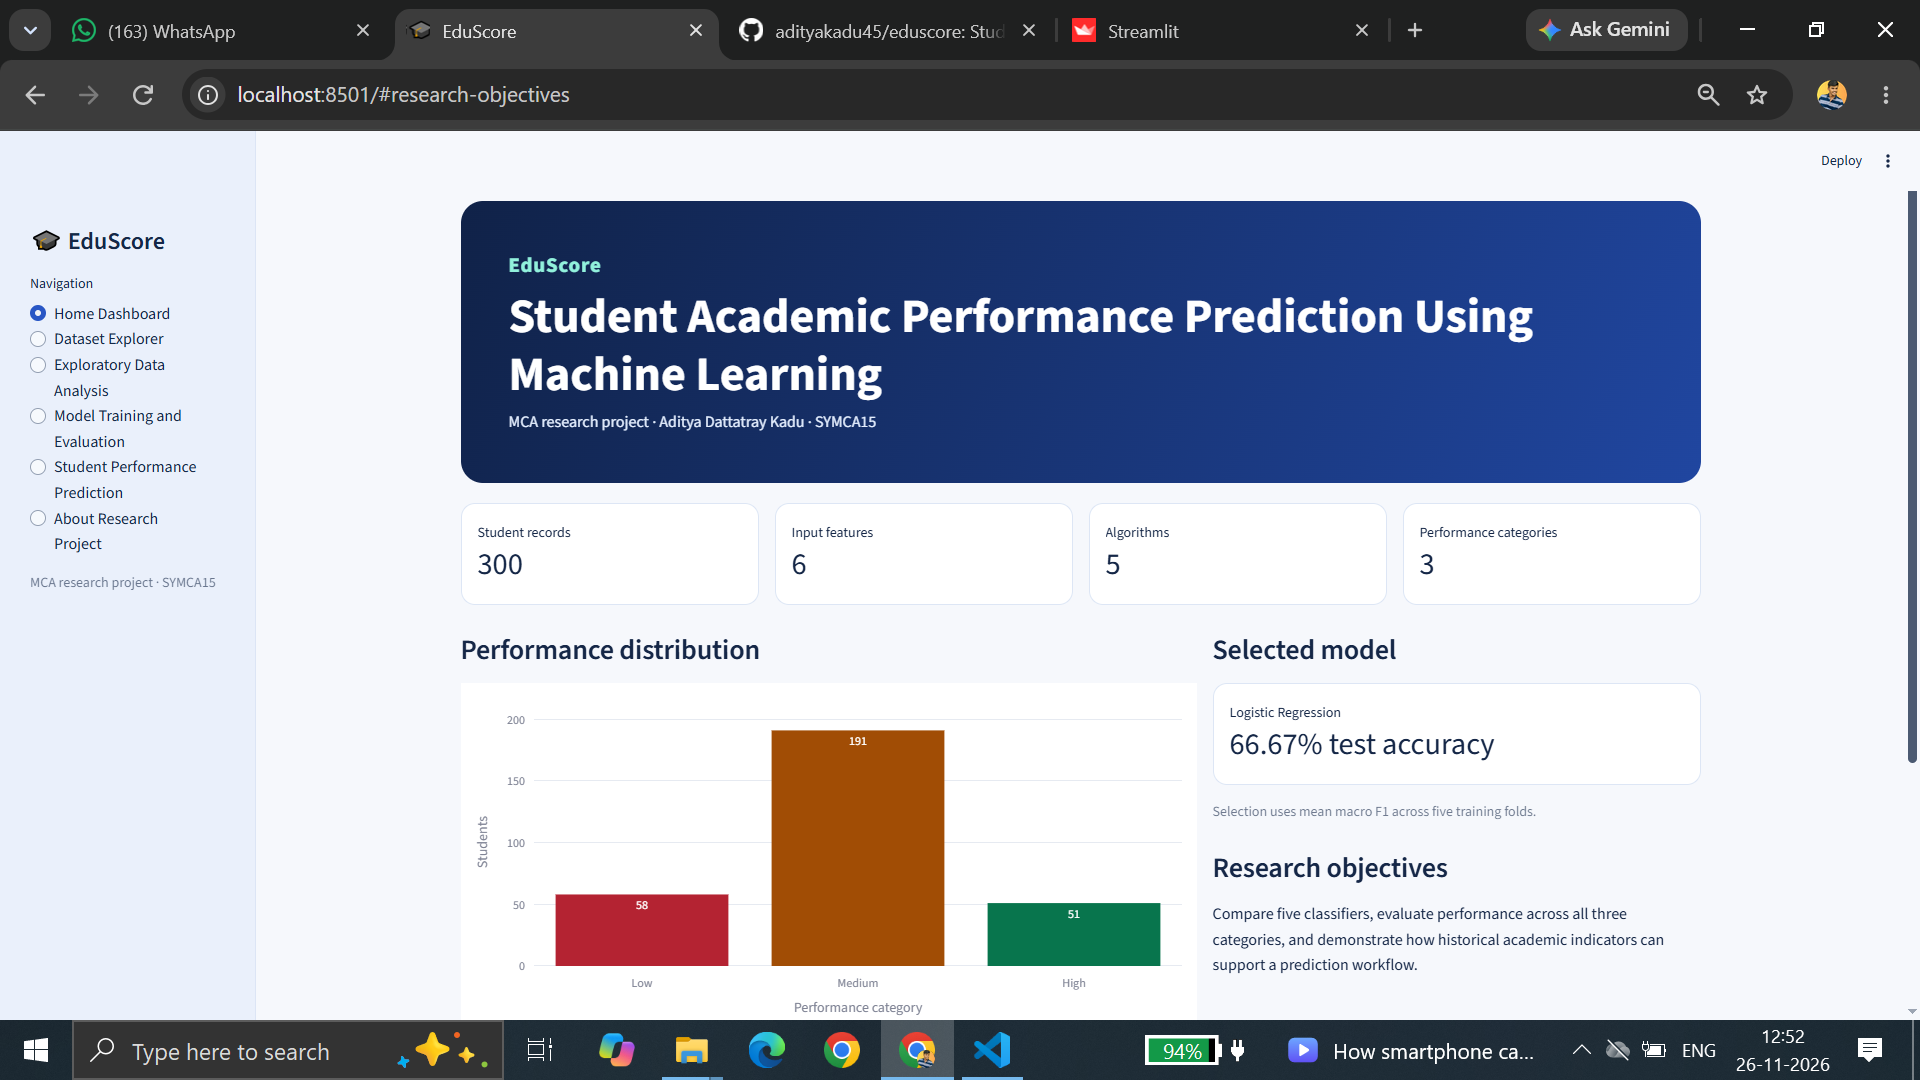 (163) WhatsApp
EduScore
adityakadu45/eduscore: Stud
Streamlit
Ask Gemini
localhost:8501/#research-objectives
Deploy
EduScore
Navigation
Home Dashboard
Dataset Explorer
Exploratory Data
Analysis
Model Training and
Evaluation
Student Performance
Prediction
About Research
Project
MCA research project · SYMCA15
EduScore
Student Academic Performance Prediction Using
Machine Learning
MCA research project · Aditya Dattatray Kadu · SYMCA15
Student records
300
Input features
6
Algorithms
5
Performance categories
3
Performance distribution
200
150
100
50
0
Students
191
58
51
Low
Medium
High
Performance category
Selected model
Logistic Regression
66.67% test accuracy
Selection uses mean macro F1 across five training folds.
Research objectives
Compare five classifiers, evaluate performance across all three
categories, and demonstrate how historical academic indicators can
support a prediction workflow.
Type here to search
94%
How smartphone ca...
ENG
12:52
26-11-2026